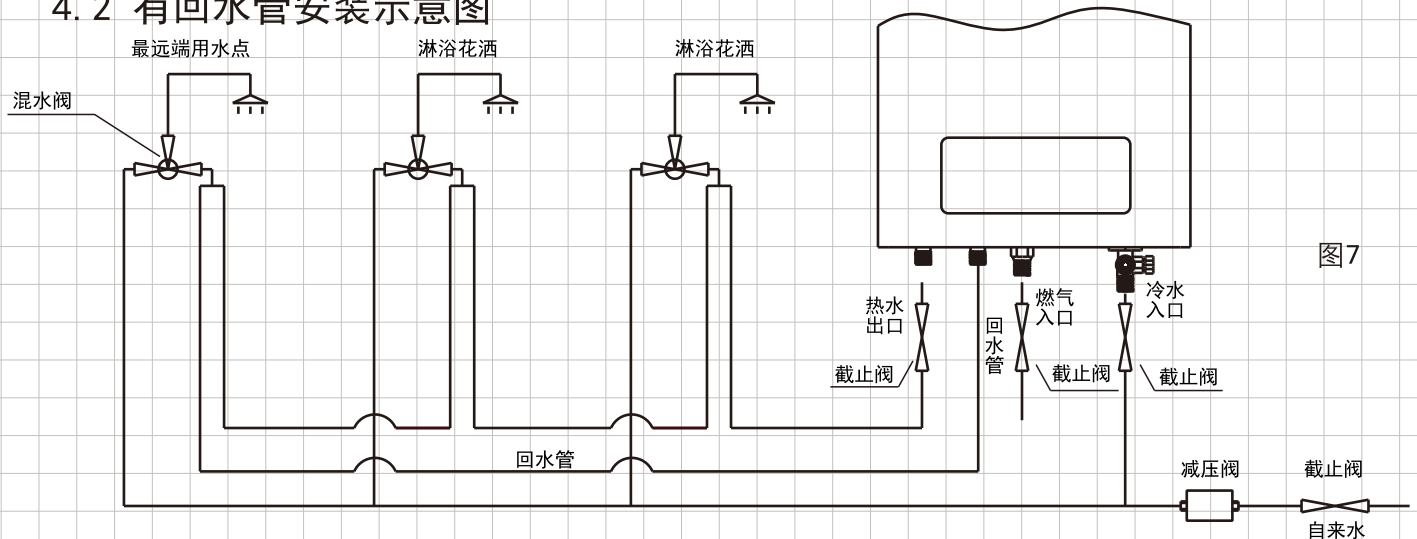 4.2 有回水管安装示意图
最远端用水点
淋浴花洒
淋浴花洒
混水阀
图7
热水
出口
回
水
管
燃气
入口
冷水
入口
截止阀
截止阀
截止阀
回水管
减压阀
截止阀
自来水